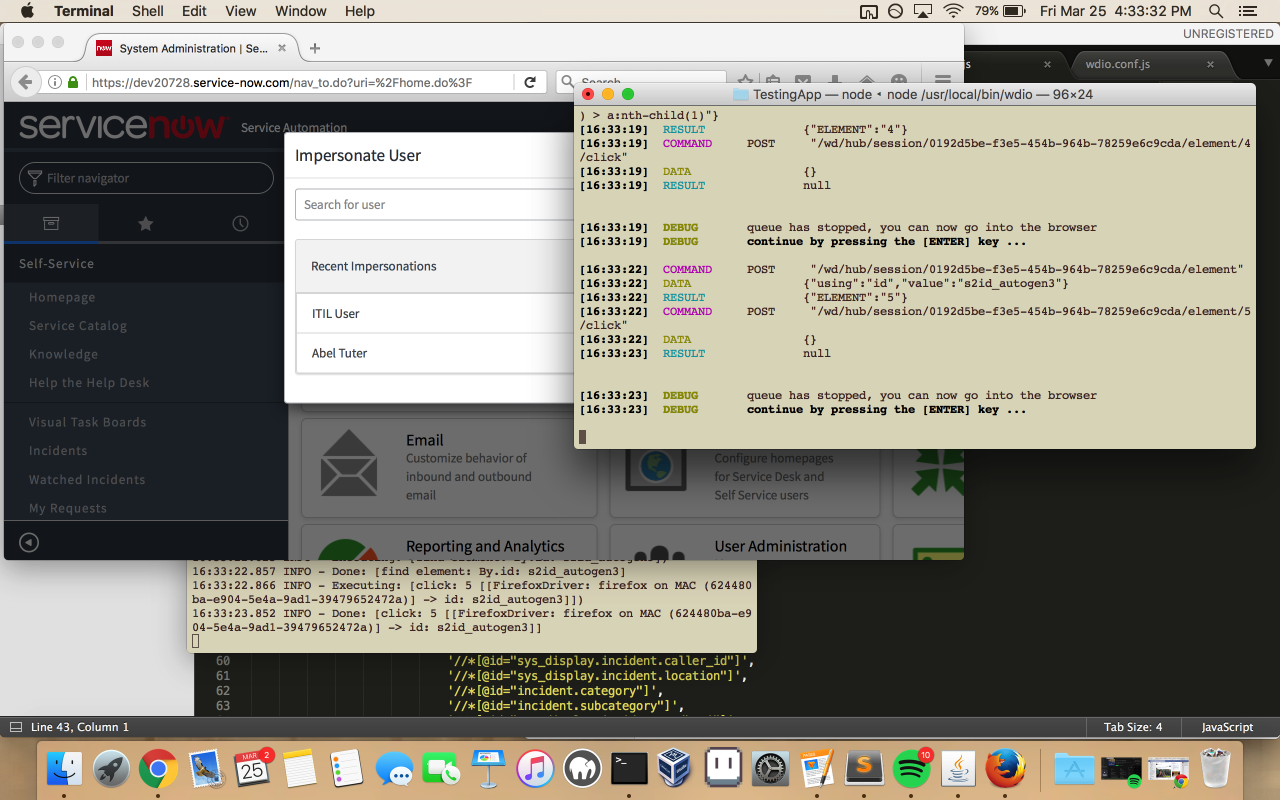 Terminal Shell Edit View Window Help
79% Fri Mar 25 4:33:32 PM
UNREGISTERED
now System Administration | Se...
s wdio.conf.js
https://dev20728.service-now.com/nav_to.do?uri=%2Fhome.do%3F
Search
servicenow Service Automation
Filter navigator
Self-Service
Homepage
Service Catalog
Knowledge
Help the Help Desk
Visual Task Boards
Incidents
Watched Incidents
My Requests
Impersonate User
Search for user
Recent Impersonations
ITIL User
Abel Tuter
Email
Customize behavior of
inbound and outbound
email
Configure homepages
for Service Desk and
Self Service users
Reporting and Analytics
User Administration
TestingApp — node • node /usr/local/bin/wdio — 96×24
) > a:nth-child(1)"}
[16:33:19] RESULT {"ELEMENT":"4"}
[16:33:19] COMMAND POST "/wd/hub/session/0192d5be-f3e5-454b-964b-78259e6c9cda/element/4
/click"
[16:33:19] DATA {}
[16:33:19] RESULT null
[16:33:19] DEBUG queue has stopped, you can now go into the browser
[16:33:19] DEBUG continue by pressing the [ENTER] key ...
[16:33:22] COMMAND POST "/wd/hub/session/0192d5be-f3e5-454b-964b-78259e6c9cda/element"
[16:33:22] DATA {"using":"id","value":"s2id_autogen3"}
[16:33:22] RESULT {"ELEMENT":"5"}
[16:33:22] COMMAND POST "/wd/hub/session/0192d5be-f3e5-454b-964b-78259e6c9cda/element/5
/click"
[16:33:22] DATA {}
[16:33:23] RESULT null
[16:33:23] DEBUG queue has stopped, you can now go into the browser
[16:33:23] DEBUG continue by pressing the [ENTER] key ...
16:33:22.857 INFO - Done: [find element: By.id: s2id_autogen3]
16:33:22.866 INFO - Executing: [click: 5 [[FirefoxDriver: firefox on MAC (624480
ba-e904-5e4a-9ad1-39479652472a)] -> id: s2id_autogen3]])
16:33:23.852 INFO - Done: [click: 5 [[FirefoxDriver: firefox on MAC (624480ba-e9
04-5e4a-9ad1-39479652472a)] -> id: s2id_autogen3]]
60 '//*[@id="sys_display.incident.caller_id"]',
61 '//*[@id="sys_display.incident.location"]',
62 '//*[@id="incident.category"]',
63 '//*[@id="incident.subcategory"]',
Line 43, Column 1 Tab Size: 4 JavaScript
MAR 2
25
10